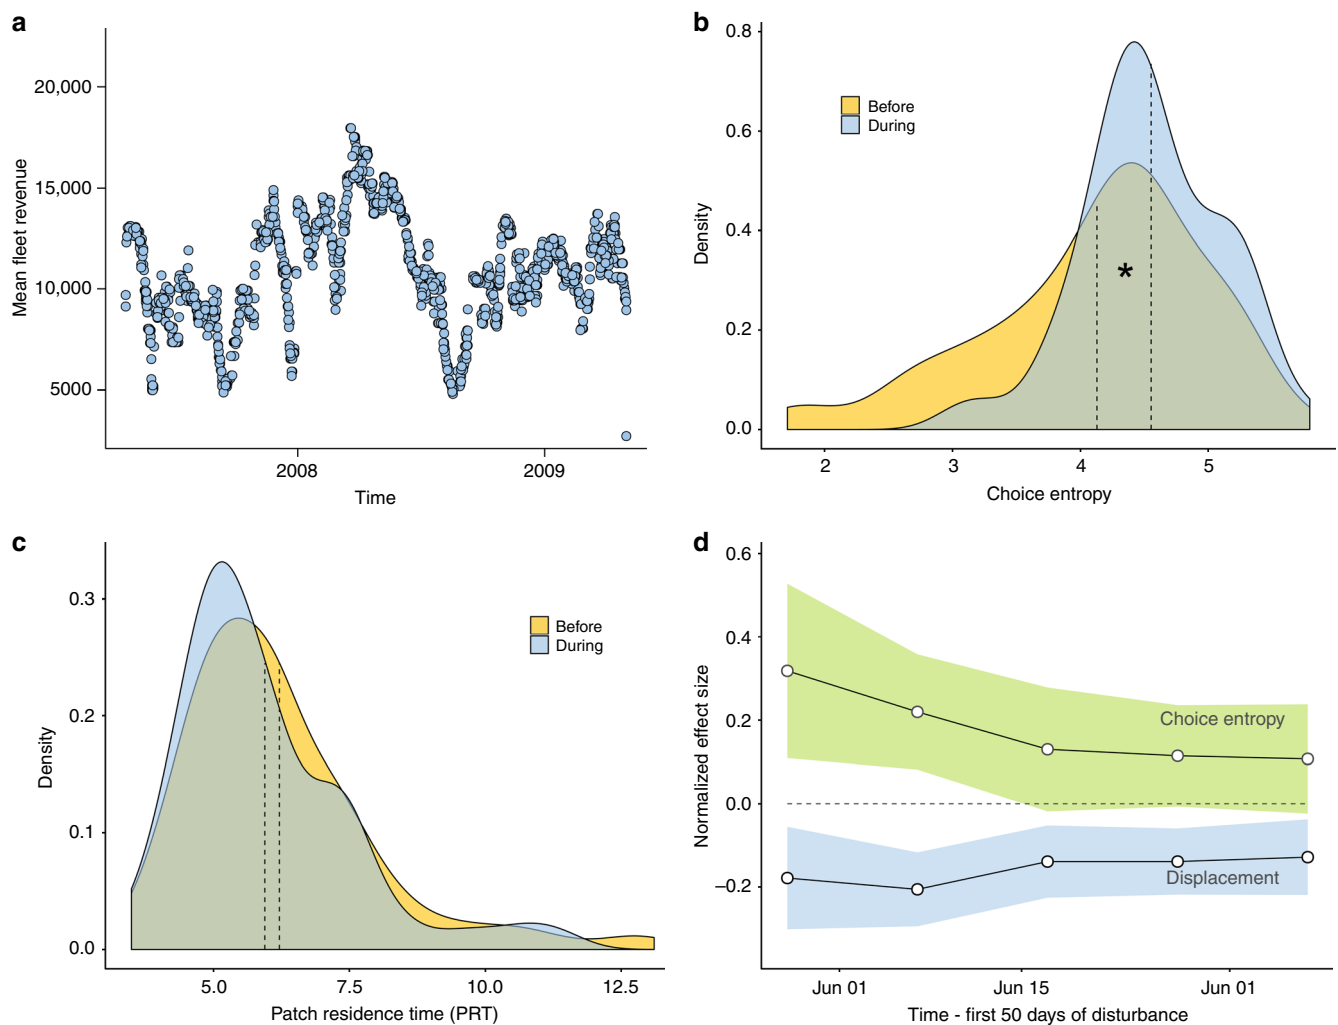 a
20,000
15,000
10,000
5000
Mean fleet revenue
2008
2009
Time
b
0.8
0.6
0.4
0.2
0.0
Density
Before
During
*
2
3
4
5
Choice entropy
c
0.3
0.2
0.1
0.0
Density
Before
During
5.0
7.5
10.0
12.5
Patch residence time (PRT)
d
0.6
0.4
0.2
0.0
–0.2
Normalized effect size
Choice entropy
Displacement
Jun 01
Jun 15
Jun 01
Time - first 50 days of disturbance